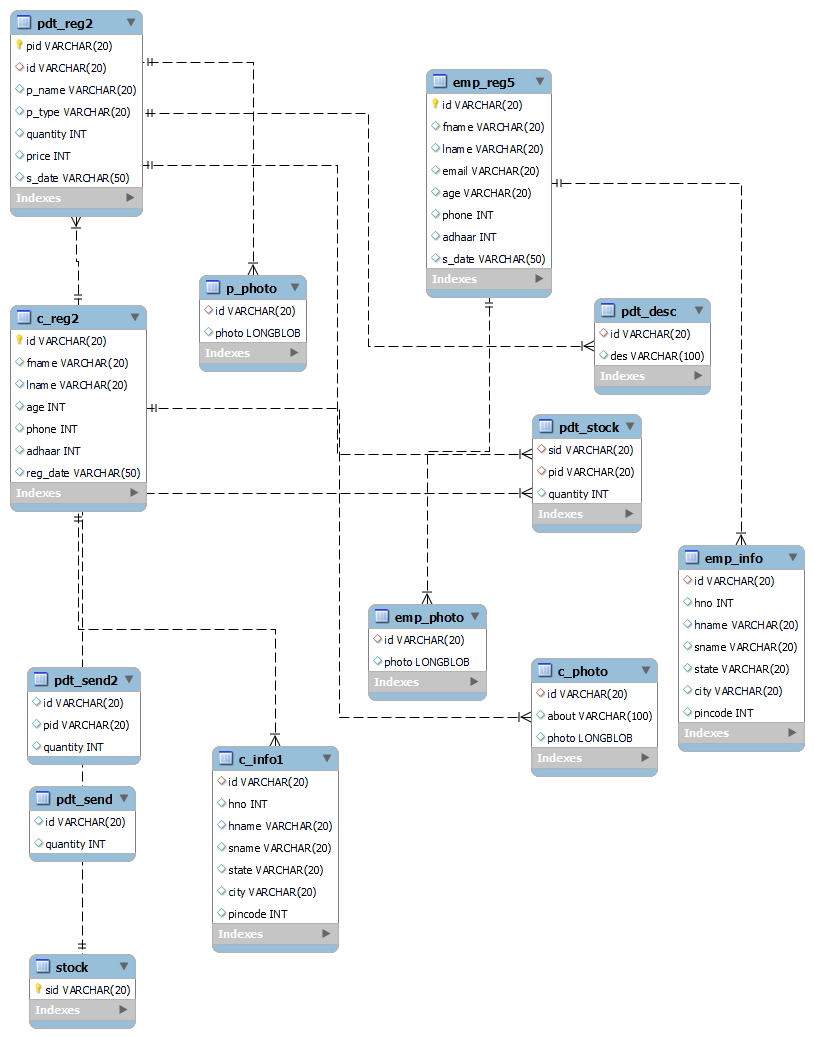 pdt_reg2
pid VARCHAR(20)
id VARCHAR(20)
p_name VARCHAR(20)
p_type VARCHAR(20)
quantity INT
price INT
s_date VARCHAR(50)
Indexes
emp_reg5
id VARCHAR(20)
fname VARCHAR(20)
lname VARCHAR(20)
email VARCHAR(20)
age VARCHAR(20)
phone INT
adhaar INT
s_date VARCHAR(50)
Indexes
p_photo
id VARCHAR(20)
photo LONGBLOB
Indexes
pdt_desc
id VARCHAR(20)
des VARCHAR(100)
Indexes
c_reg2
id VARCHAR(20)
fname VARCHAR(20)
lname VARCHAR(20)
age INT
phone INT
adhaar INT
reg_date VARCHAR(50)
Indexes
pdt_stock
sid VARCHAR(20)
pid VARCHAR(20)
quantity INT
Indexes
emp_info
id VARCHAR(20)
hno INT
hname VARCHAR(20)
sname VARCHAR(20)
state VARCHAR(20)
city VARCHAR(20)
pincode INT
Indexes
emp_photo
id VARCHAR(20)
photo LONGBLOB
Indexes
c_photo
id VARCHAR(20)
about VARCHAR(100)
photo LONGBLOB
Indexes
pdt_send2
id VARCHAR(20)
pid VARCHAR(20)
quantity INT
c_info1
id VARCHAR(20)
hno INT
hname VARCHAR(20)
sname VARCHAR(20)
state VARCHAR(20)
city VARCHAR(20)
pincode INT
Indexes
pdt_send
id VARCHAR(20)
quantity INT
stock
sid VARCHAR(20)
Indexes